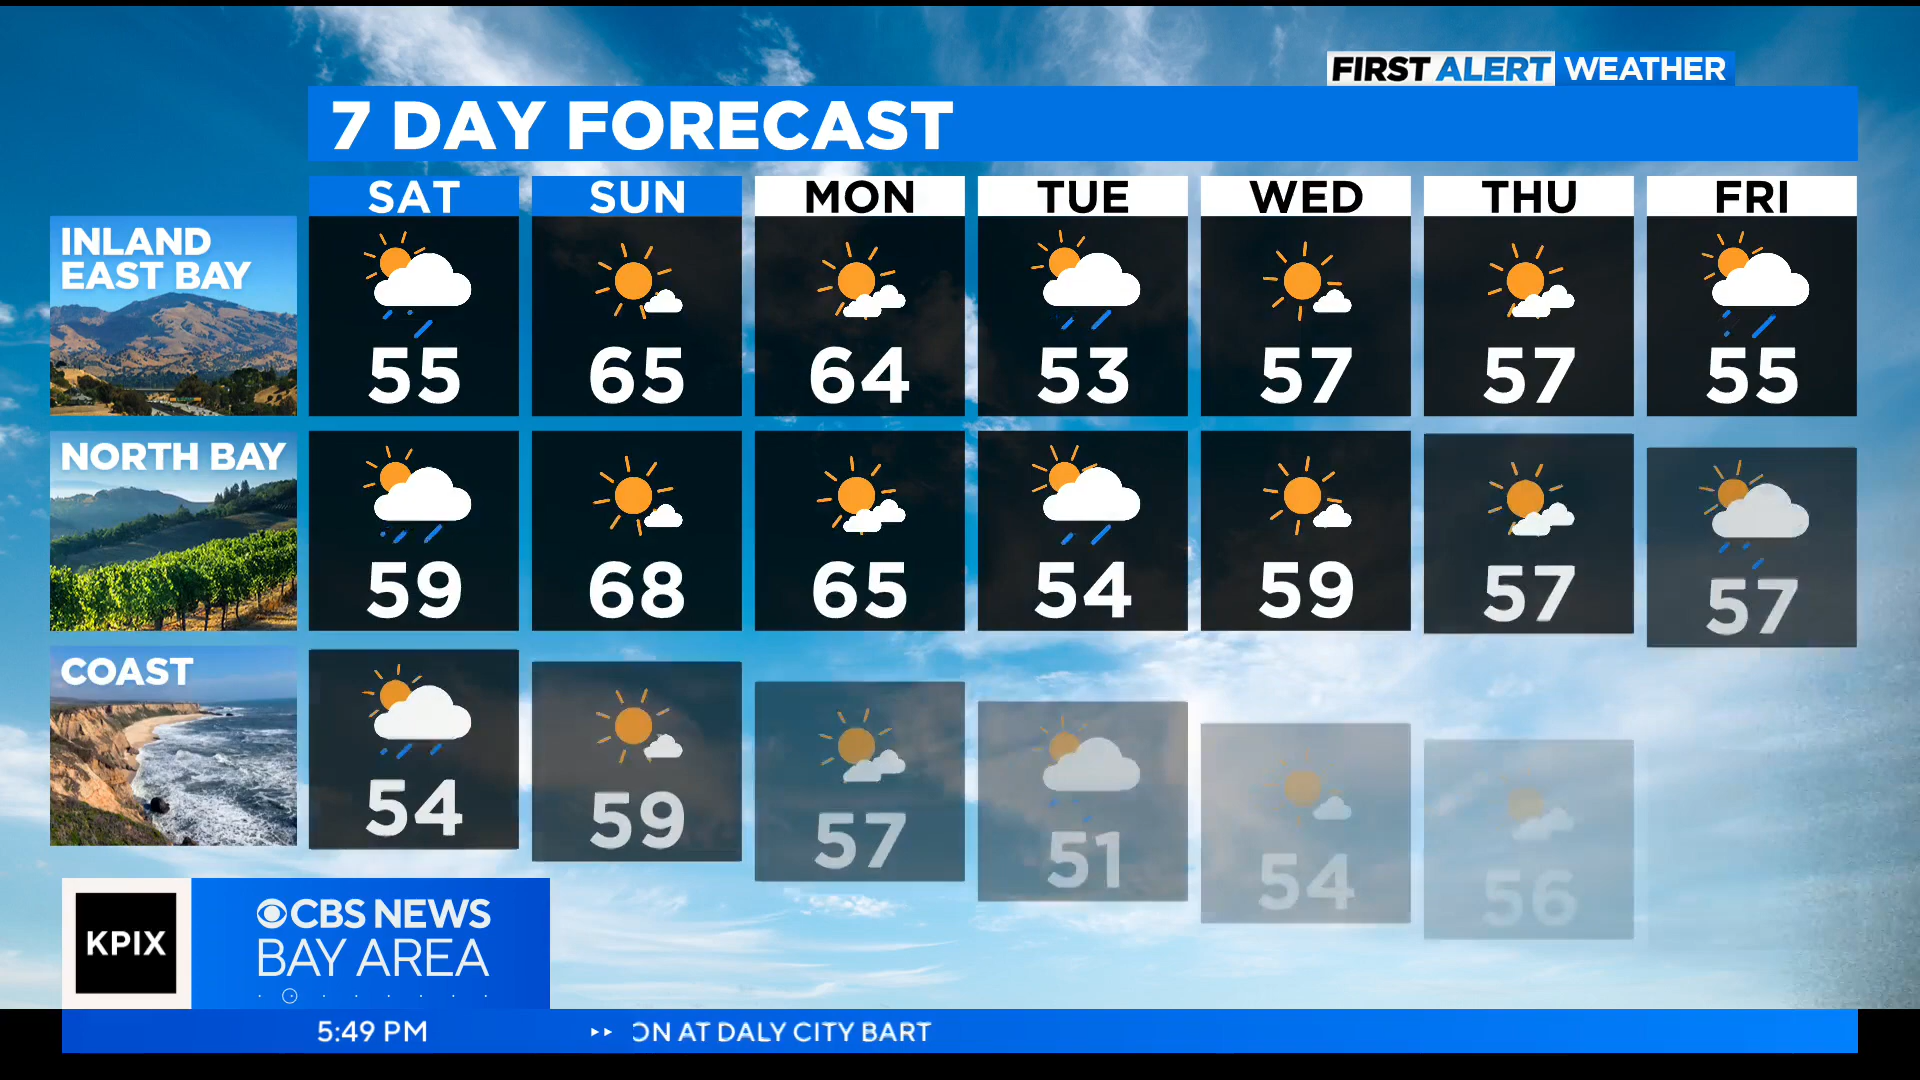 FIRST ALERT WEATHER
7 DAY FORECAST
SAT SUN MON TUE WED THU FRI
INLAND
EAST BAY
55 65 64 53 57 57 55
NORTH BAY
59 68 65 54 59 57 57
COAST
54 59 57 51 54 56
KPIX
CBS NEWS
BAY AREA
5:49 PM ON AT DALY CITY BART